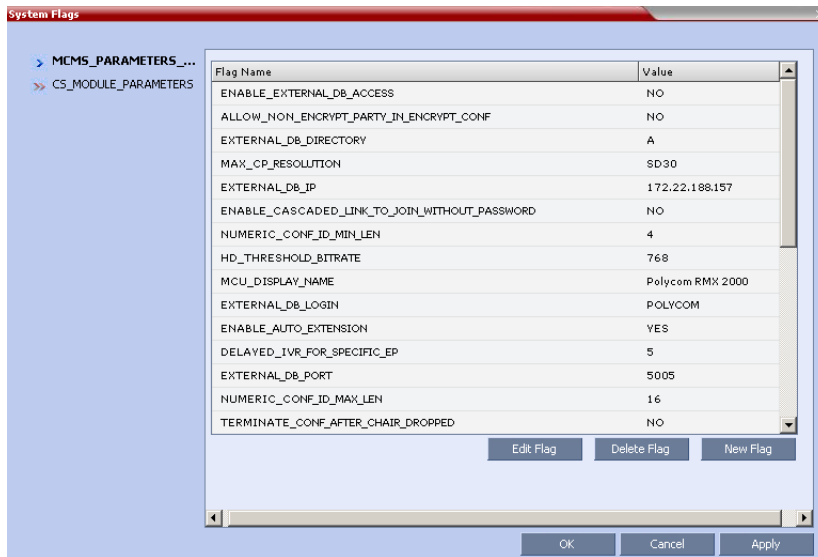 System Flags
MCMS_PARAMETERS_...
CS_MODULE_PARAMETERS
Flag Name Value
ENABLE_EXTERNAL_DB_ACCESS NO
ALLOW_NON_ENCRYPT_PARTY_IN_ENCRYPT_CONF NO
EXTERNAL_DB_DIRECTORY A
MAX_CP_RESOLUTION SD30
EXTERNAL_DB_IP 172.22.188.157
ENABLE_CASCADED_LINK_TO_JOIN_WITHOUT_PASSWORD NO
NUMERIC_CONF_ID_MIN_LEN 4
HD_THRESHOLD_BITRATE 768
MCU_DISPLAY_NAME Polycom RMX 2000
EXTERNAL_DB_LOGIN POLYCOM
ENABLE_AUTO_EXTENSION YES
DELAYED_IVR_FOR_SPECIFIC_EP 5
EXTERNAL_DB_PORT 5005
NUMERIC_CONF_ID_MAX_LEN 16
TERMINATE_CONF_AFTER_CHAIR_DROPPED NO
Edit Flag Delete Flag New Flag
OK Cancel Apply